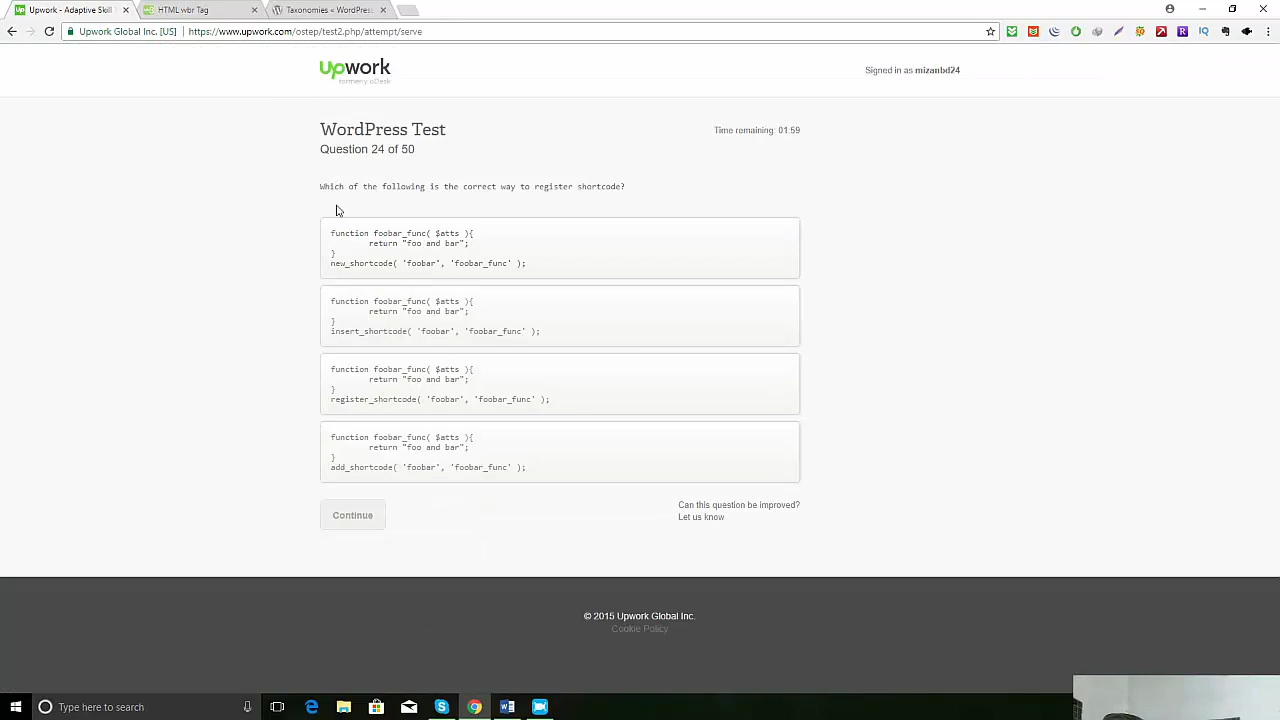 Upwork - Adaptive Skill
HTML wbr Tag
Taxonomies « WordPress
Upwork Global Inc. [US]
https://www.upwork.com/ostep/test2.php/attempt/serve
Upwork
formerly oDesk
Signed in as mizanbd24
WordPress Test
Time remaining: 01:59
Question 24 of 50
Which of the following is the correct way to register shortcode?
function foobar_func( $atts ){
return "foo and bar";
}
new_shortcode( 'foobar", 'foobar_func' );
function foobar_func( $atts ){
return "foo and bar";
}
insert_shortcode( 'foobar', 'foobar_func' );
function foobar_func( $atts ){
return "foo and bar";
}
register_shortcode( 'foobar', 'foobar_func' );
function foobar_func( $atts ){
return "foo and bar";
}
add_shortcode( 'foobar', 'foobar_func' );
Continue
Can this question be improved?
Let us know
© 2015 Upwork Global Inc.
Cookie Policy
Type here to search